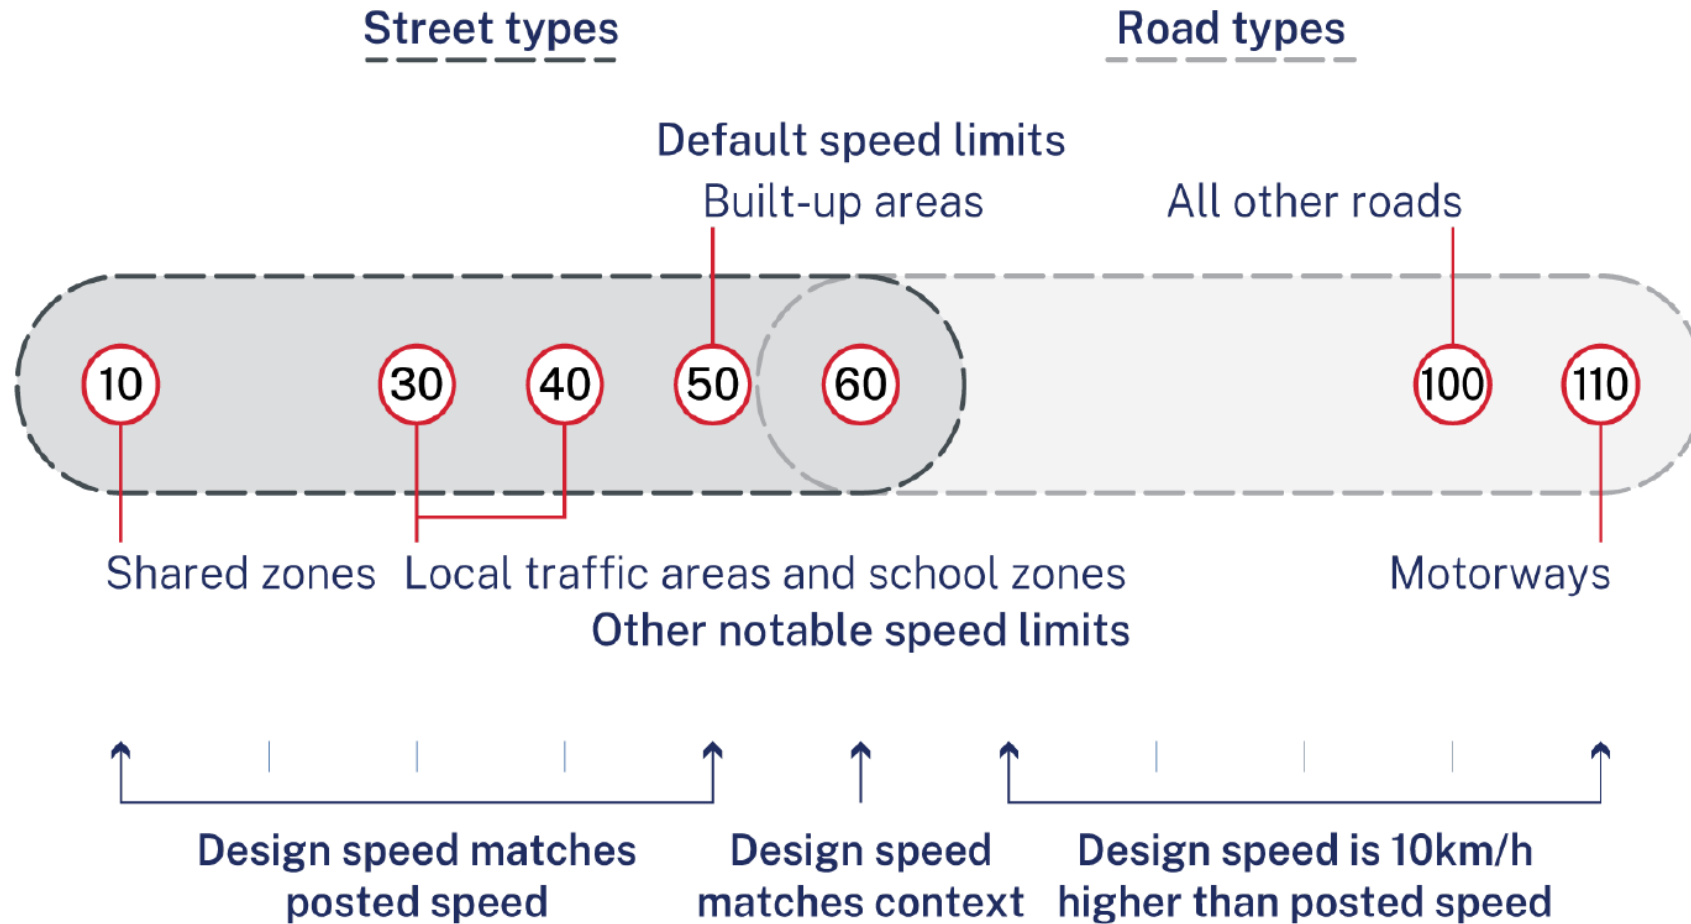 Street types
Road types
Default speed limits
Built-up areas
All other roads
10
30
40
50
60
100
110
Shared zones
Local traffic areas and school zones
Motorways
Other notable speed limits
Design speed matches
posted speed
Design speed
matches context
Design speed is 10km/h
higher than posted speed